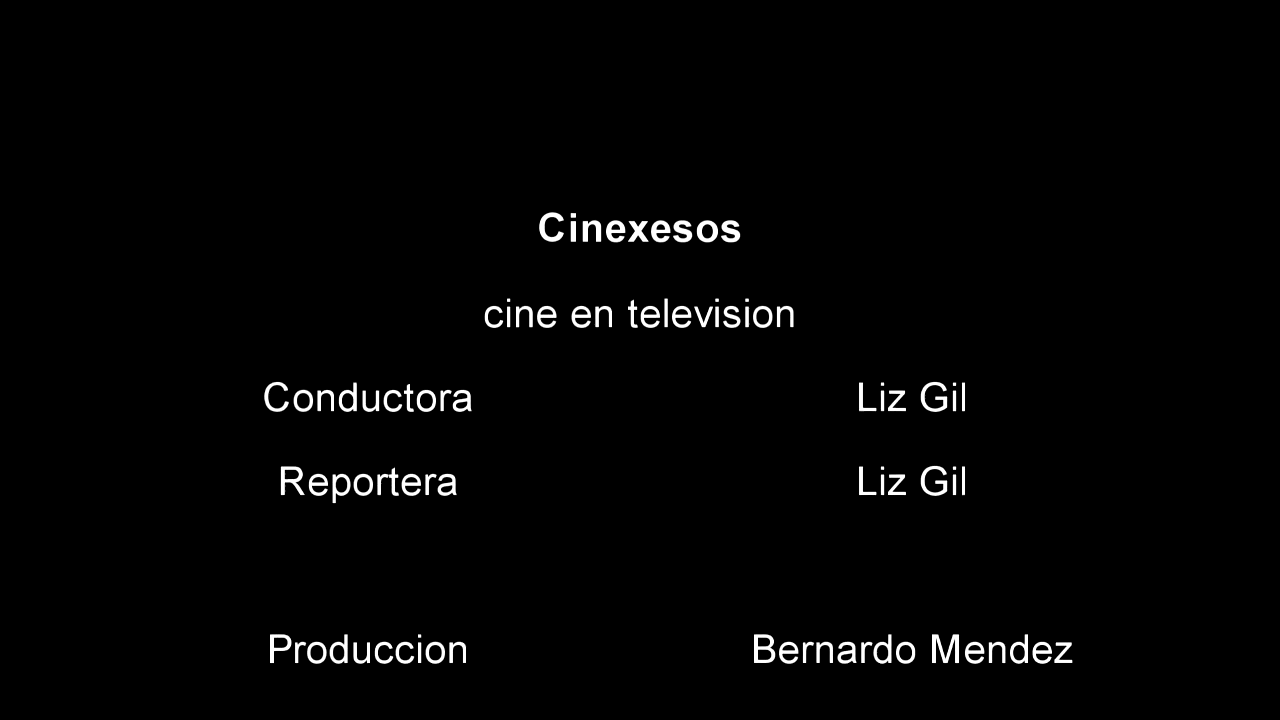 Cinexesos
cine en television
Conductora Liz Gil
Reportera Liz Gil
Produccion Bernardo Mendez